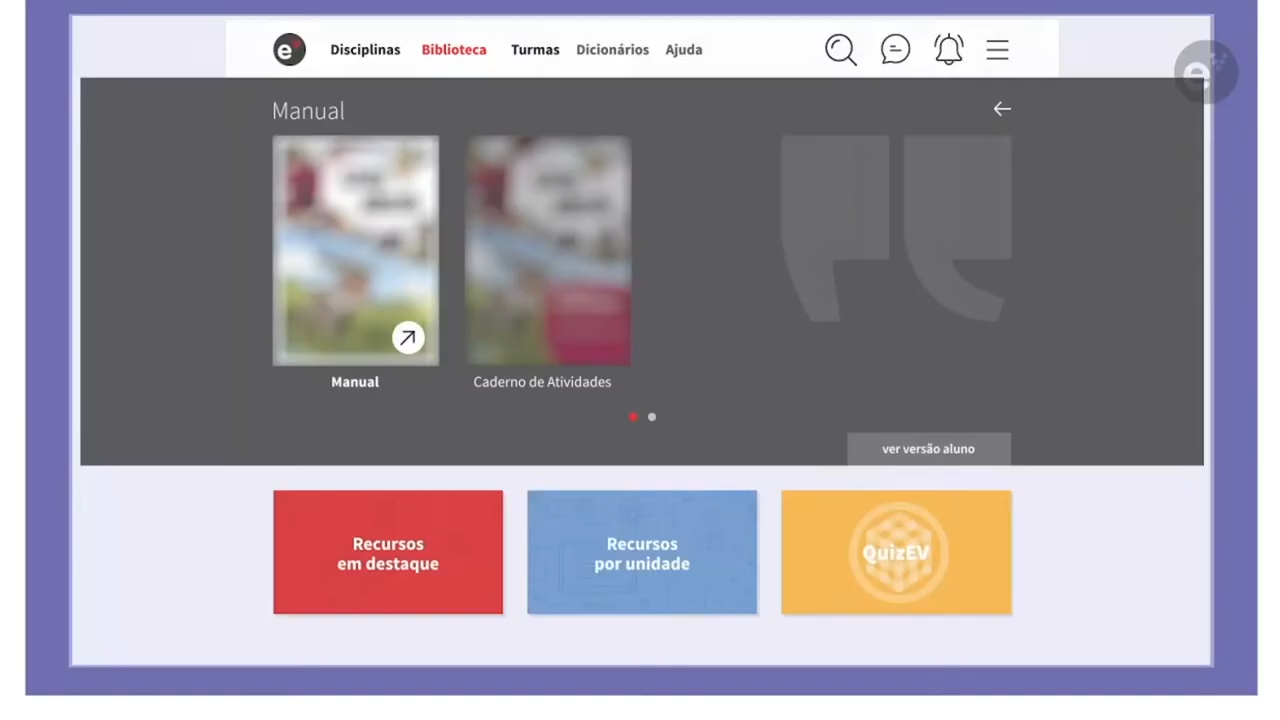 e
Disciplinas Biblioteca Turmas Dicionários Ajuda
e
Manual
Manual
Caderno de Atividades
ver versão aluno
Recursos
em destaque
Recursos
por unidade
QuizEV